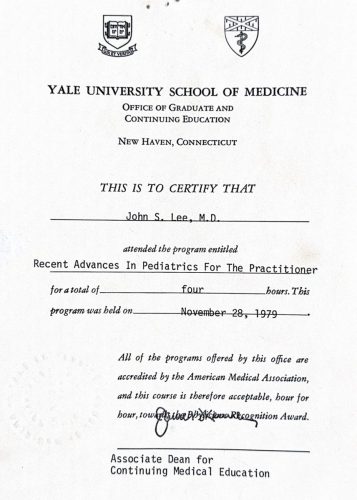 YALE UNIVERSITY SCHOOL OF MEDICINE
OFFICE OF GRADUATE AND
CONTINUING EDUCATION
NEW HAVEN, CONNECTICUT
THIS IS TO CERTIFY THAT
John S. Lee, M.D.
attended the program entitled
Recent Advances In Pediatrics For The Practitioner
for a total of four hours. This
program was held on November 28, 1979
All of the programs offered by this office are
accredited by the American Medical Association,
and this course is therefore acceptable, hour for
hour, towards the Recognition Award.
Associate Dean for
Continuing Medical Education